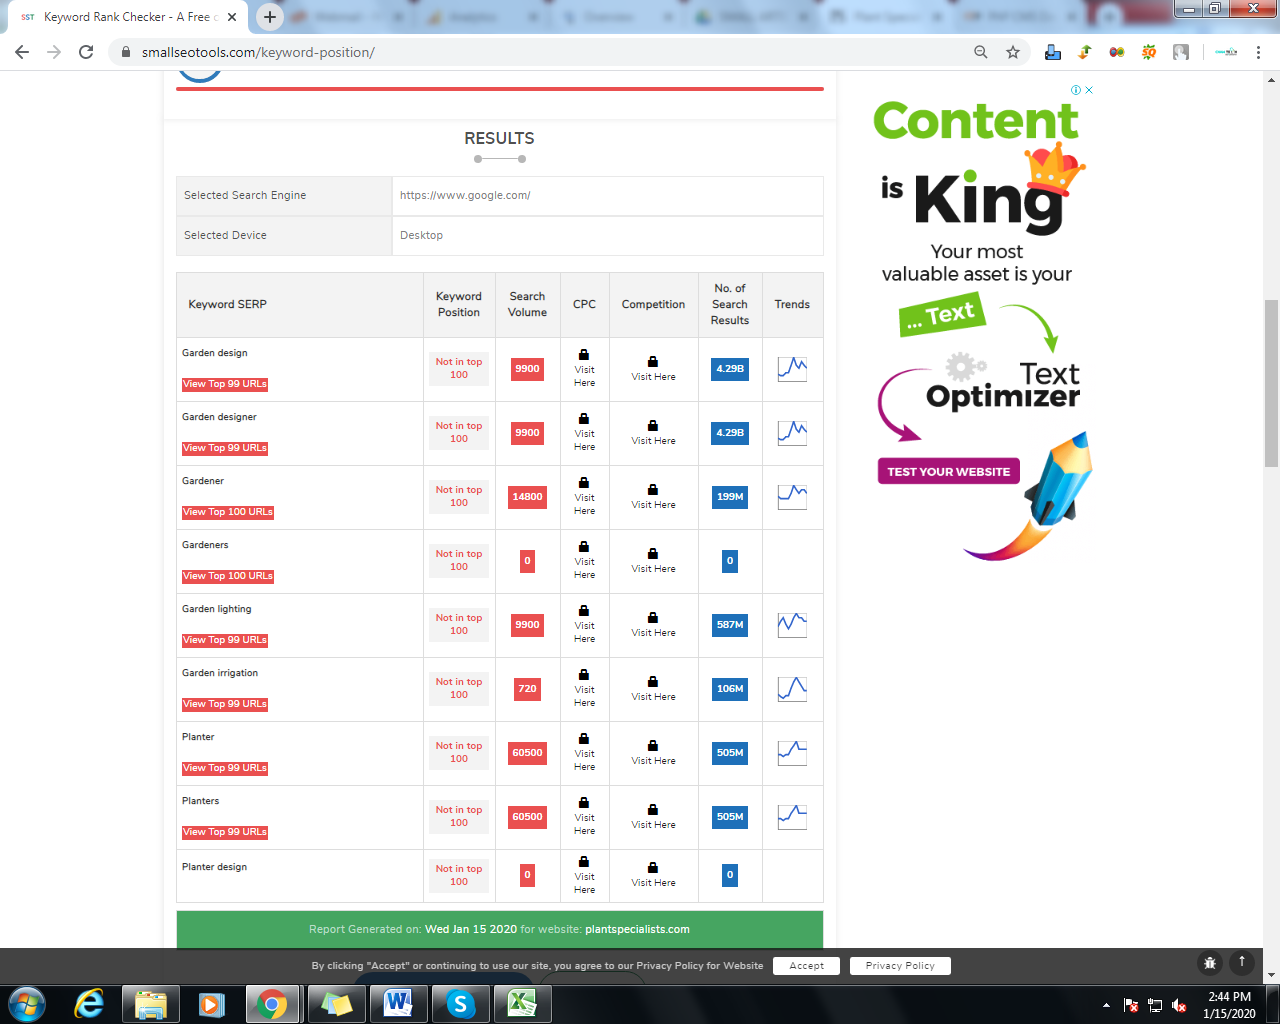 SST Keyword Rank Checker - A Free c
Analytics
Overview
smallseotools.com/keyword-position/
RESULTS
Selected Search Engine https://www.google.com/
Selected Device Desktop
Keyword SERP Keyword Position Search Volume CPC Competition No. of Search Results Trends
Garden design
View Top 99 URLs
Not in top 100 9900 Visit Here Visit Here 4.29B
Garden designer
View Top 99 URLs
Not in top 100 9900 Visit Here Visit Here 4.29B
Gardener
View Top 100 URLs
Not in top 100 14800 Visit Here Visit Here 199M
Gardeners
View Top 100 URLs
Not in top 100 0 Visit Here Visit Here 0
Garden lighting
View Top 99 URLs
Not in top 100 9900 Visit Here Visit Here 587M
Garden irrigation
View Top 99 URLs
Not in top 100 720 Visit Here Visit Here 106M
Planter
View Top 99 URLs
Not in top 100 60500 Visit Here Visit Here 505M
Planters
View Top 99 URLs
Not in top 100 60500 Visit Here Visit Here 505M
Planter design
Not in top 100 0 Visit Here Visit Here 0
Report Generated on: Wed Jan 15 2020 for website: plantspecialists.com
Content
is King
Your most
valuable asset is your
... Text
Text
Optimizer
TEST YOUR WEBSITE
By clicking "Accept" or continuing to use our site, you agree to our Privacy Policy for Website Accept Privacy Policy
2:44 PM
1/15/2020